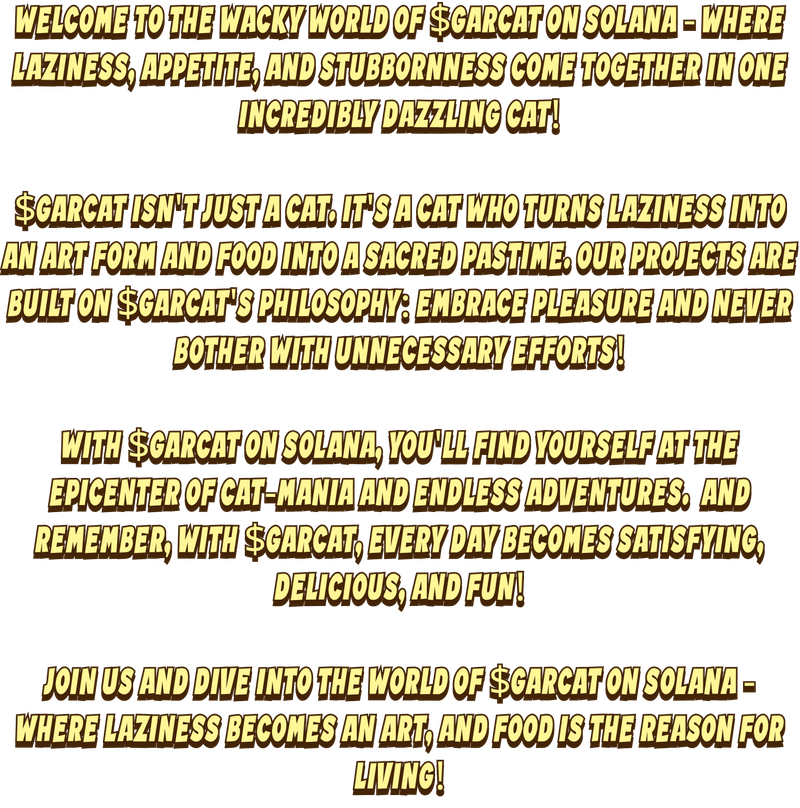 WELCOME TO THE WACKY WORLD OF $GARCAT ON SOLANA - WHERE
LAZINESS, APPETITE, AND STUBBORNNESS COME TOGETHER IN ONE
INCREDIBLY DAZZLING CAT!
$GARCAT ISN'T JUST A CAT. IT'S A CAT WHO TURNS LAZINESS INTO
AN ART FORM AND FOOD INTO A SACRED PASTIME. OUR PROJECTS ARE
BUILT ON $GARCAT'S PHILOSOPHY: EMBRACE PLEASURE AND NEVER
BOTHER WITH UNNECESSARY EFFORTS!
WITH $GARCAT ON SOLANA, YOU'LL FIND YOURSELF AT THE
EPICENTER OF CAT-MANIA AND ENDLESS ADVENTURES. AND
REMEMBER, WITH $GARCAT, EVERY DAY BECOMES SATISFYING,
DELICIOUS, AND FUN!
JOIN US AND DIVE INTO THE WORLD OF $GARCAT ON SOLANA -
WHERE LAZINESS BECOMES AN ART, AND FOOD IS THE REASON FOR
LIVING!